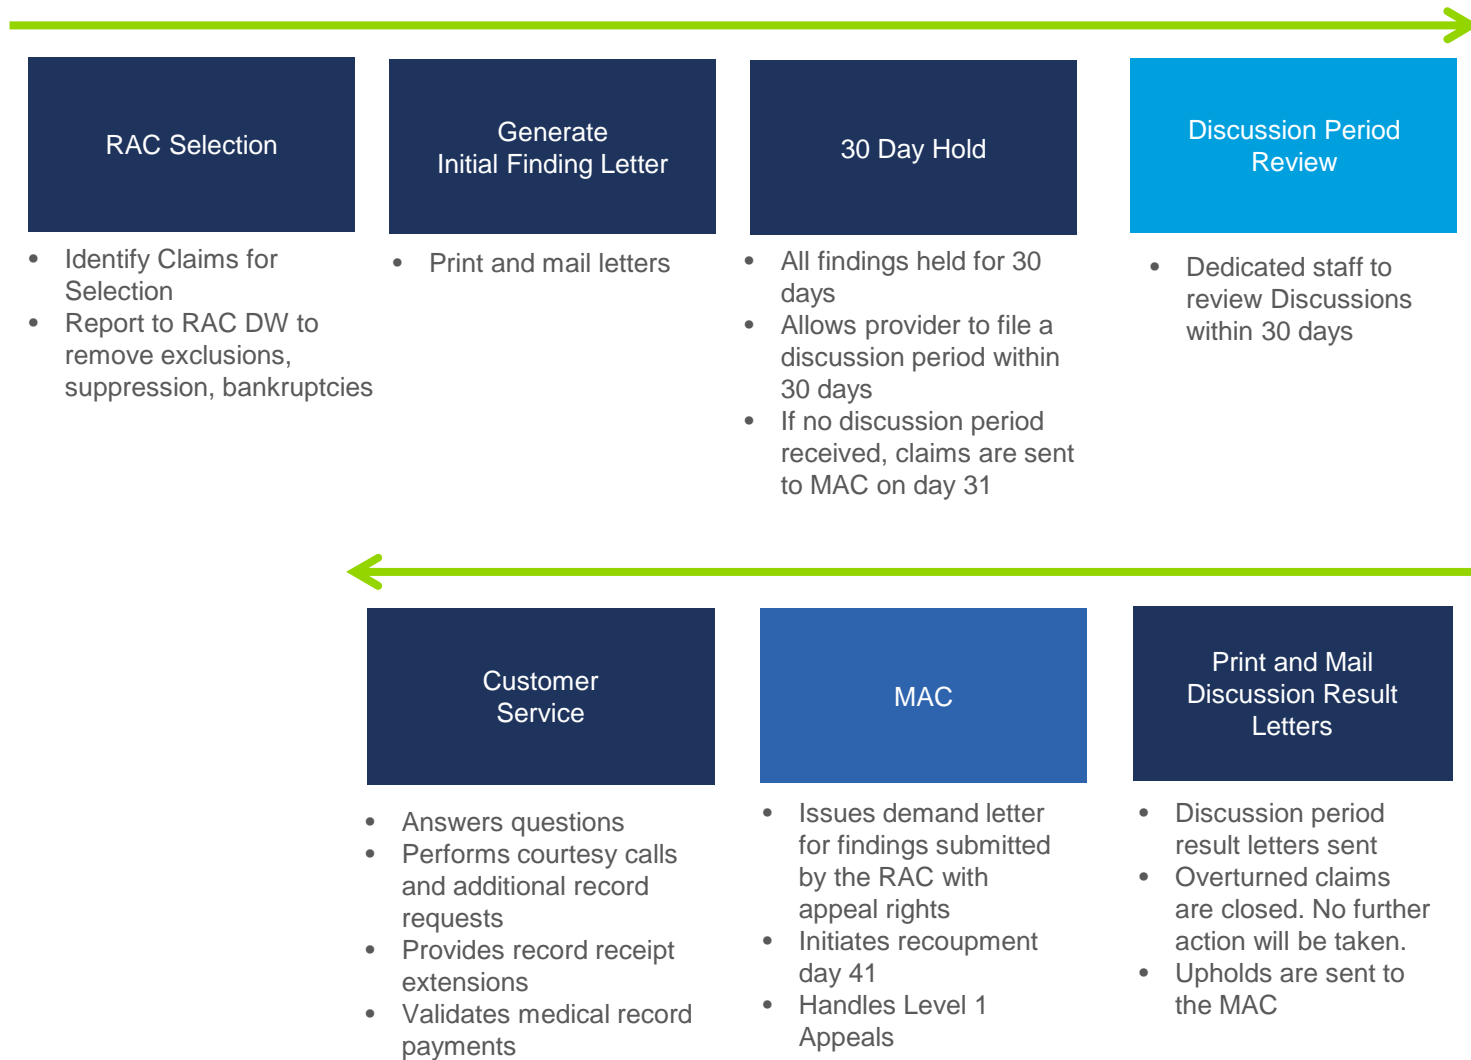 RAC Selection
• Identify Claims for
Selection
• Report to RAC DW to
remove exclusions,
suppression, bankruptcies
Generate
Initial Finding Letter
• Print and mail letters
30 Day Hold
• All findings held for 30
days
• Allows provider to file a
discussion period within
30 days
• If no discussion period
received, claims are sent
to MAC on day 31
Discussion Period
Review
• Dedicated staff to
review Discussions
within 30 days
Print and Mail
Discussion Result
Letters
• Discussion period
result letters sent
• Overturned claims
are closed. No further
action will be taken.
• Upholds are sent to
the MAC
MAC
• Issues demand letter
for findings submitted
by the RAC with
appeal rights
• Initiates recoupment
day 41
• Handles Level 1
Appeals
Customer
Service
• Answers questions
• Performs courtesy calls
and additional record
requests
• Provides record receipt
extensions
• Validates medical record
payments